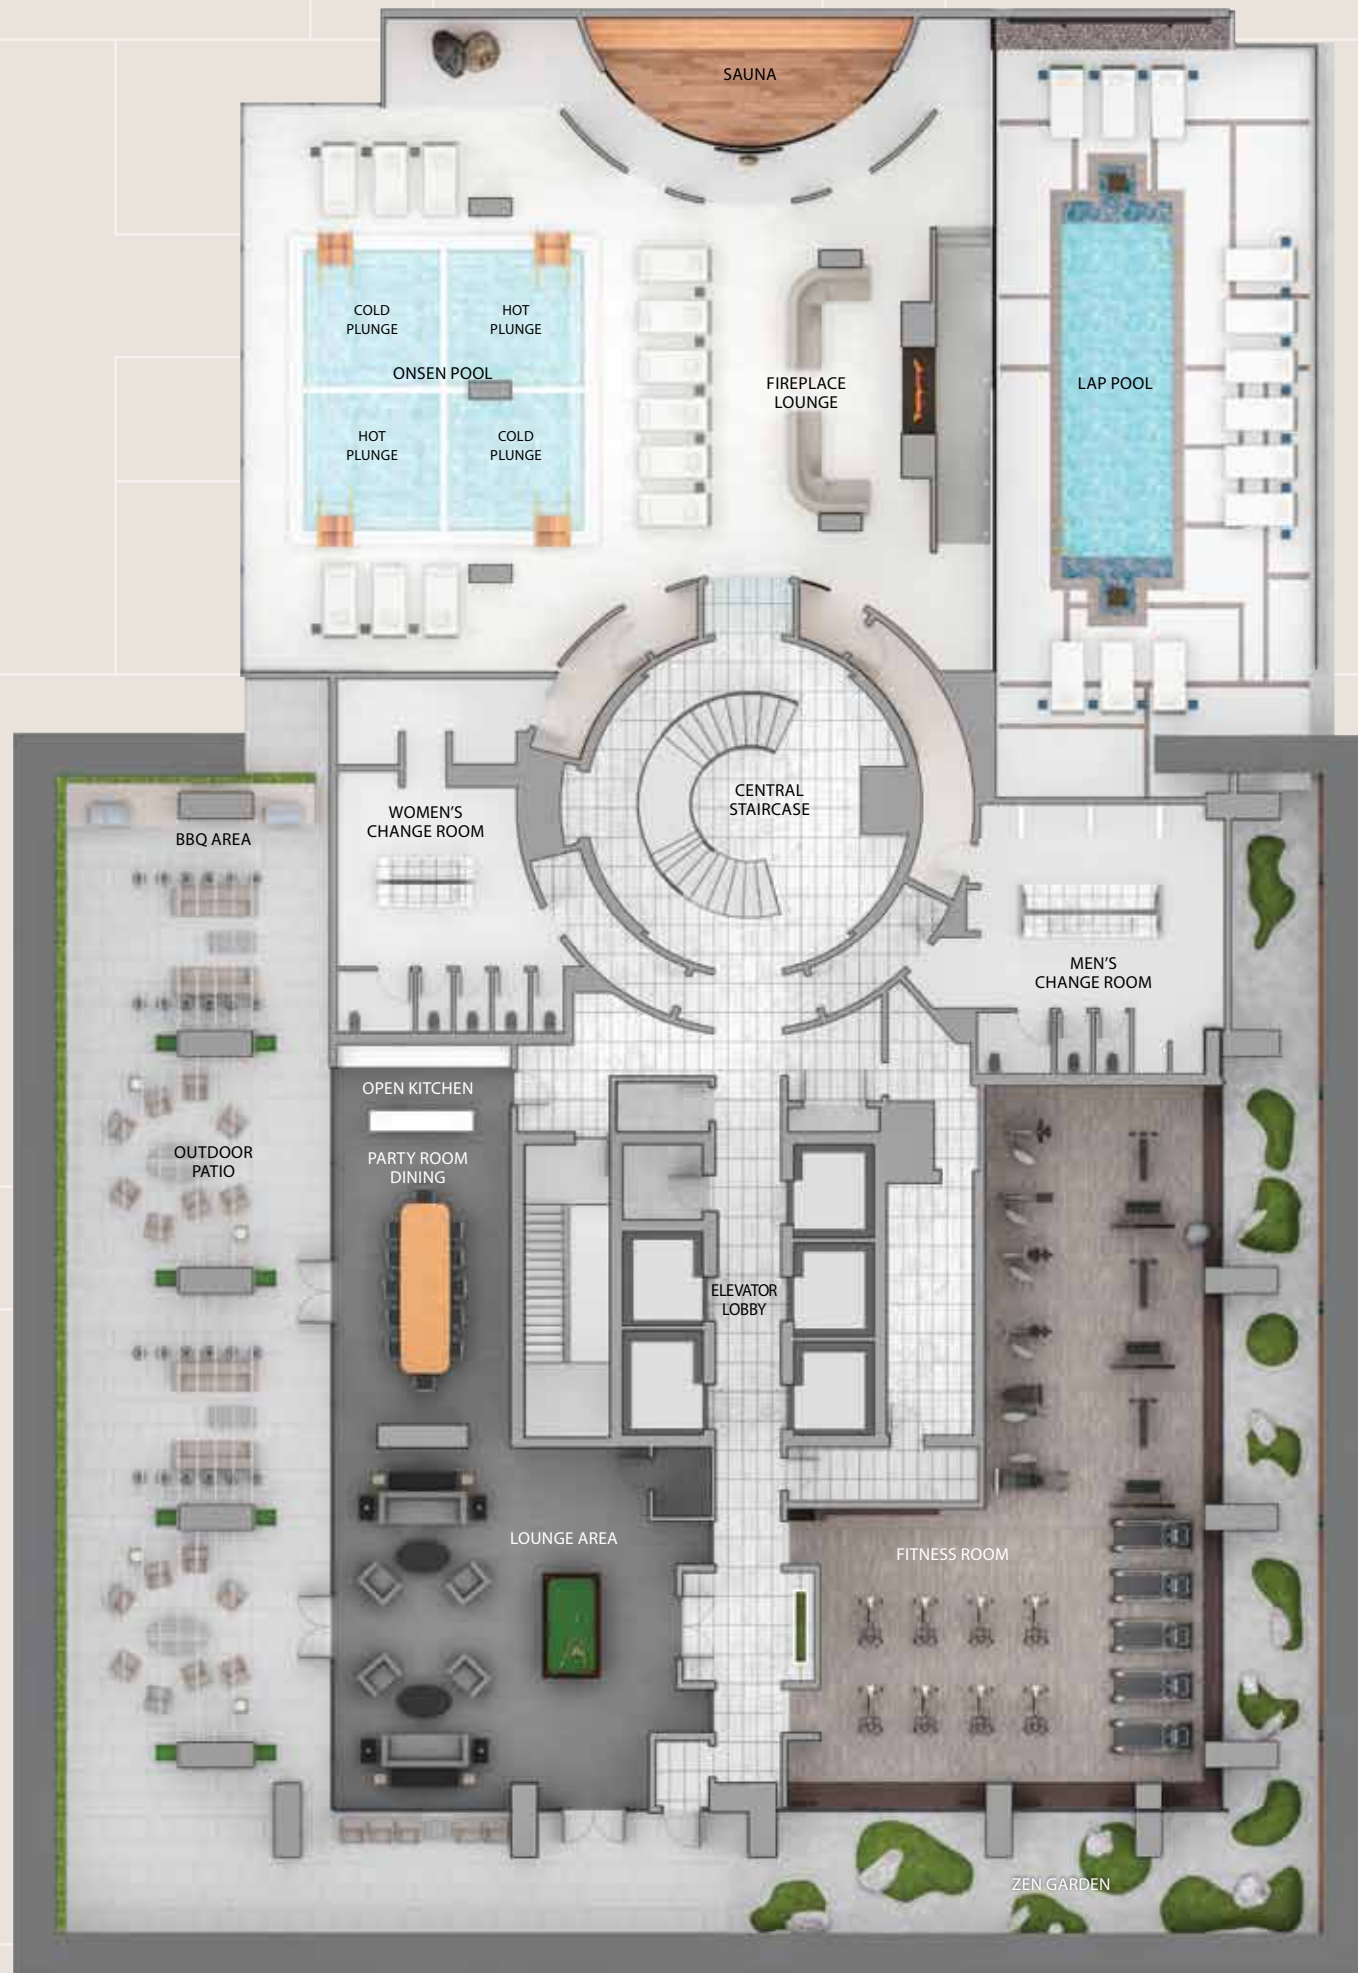 SAUNA
COLD
PLUNGE
HOT
PLUNGE
ONSEN POOL
HOT
PLUNGE
COLD
PLUNGE
FIREPLACE
LOUNGE
LAP POOL
CENTRAL
STAIRCASE
WOMEN'S
CHANGE ROOM
BBQ AREA
MEN'S
CHANGE ROOM
OPEN KITCHEN
OUTDOOR
PATIO
PARTY ROOM
DINING
ELEVATOR
LOBBY
LOUNGE AREA
FITNESS ROOM
ZEN GARDEN